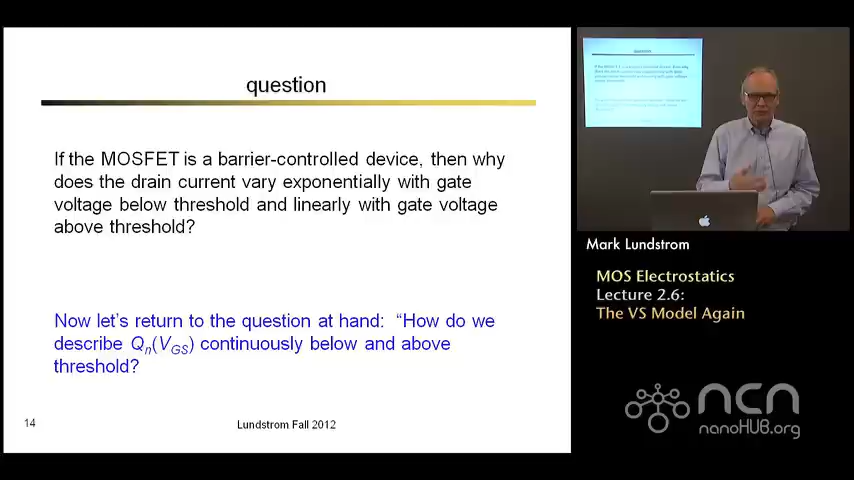 question
If the MOSFET is a barrier-controlled device, then why
does the drain current vary exponentially with gate
voltage below threshold and linearly with gate voltage
above threshold?
Now let's return to the question at hand: “How do we
describe Qn(VGS) continuously below and above
threshold?
14
Lundstrom Fall 2012
question
Mark Lundstrom
MOS Electrostatics
Lecture 2.6:
The VS Model Again
ncn
nanoHUB.org